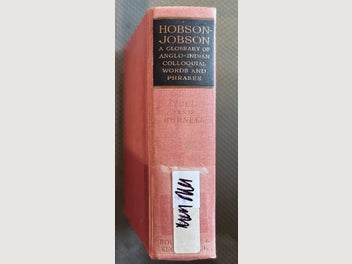 HOBSON-
JOBSON
A GLOSSARY OF
ANGLO-INDIAN
COLLOQUIAL
WORDS AND
PHRASES
YULE
AND
BURNELL